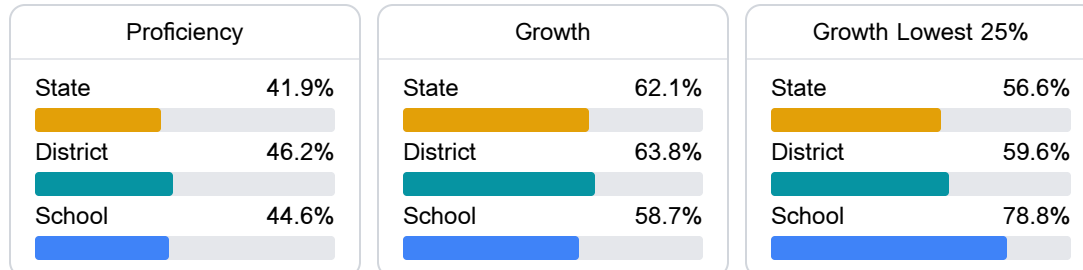 Proficiency
State 41.9%
District 46.2%
School 44.6%
Growth
State 62.1%
District 63.8%
School 58.7%
Growth Lowest 25%
State 56.6%
District 59.6%
School 78.8%